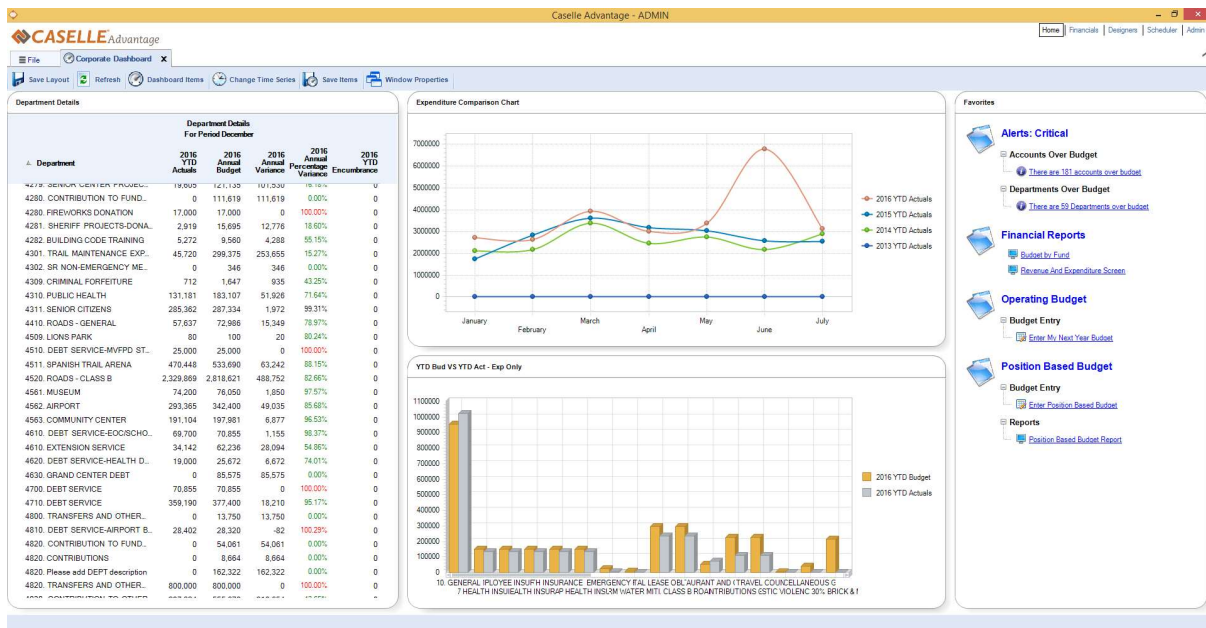 Caselle Advantage - ADMIN
CASELLE Advantage
Home | Financials | Designers | Scheduler | Admin
File
Corporate Dashboard X
Save Layout Refresh Dashboard Items Change Time Series Save Items Window Properties
Department Details
Department Details
For Period December
Department 2016 YTD Actuals 2016 Annual Budget 2016 Annual Variance 2016 Annual Percentage Variance 2016 YTD Encumbrance
4279. SENIOR CENTER PROJEC... 19,605 121,135 101,530 16.18% 0
4280. CONTRIBUTION TO FUND... 0 111,619 111,619 0.00% 0
4280. FIREWORKS DONATION 17,000 17,000 0 100.00% 0
4281. SHERIFF PROJECTS-DONA... 2,919 15,695 12,776 18.60% 0
4282. BUILDING CODE TRAINING 5,272 9,560 4,288 55.15% 0
4301. TRAIL MAINTENANCE EXP... 45,720 299,375 253,655 15.27% 0
4302. SR NON-EMERGENCY ME... 0 346 346 0.00% 0
4309. CRIMINAL FORFEITURE 712 1,647 935 43.25% 0
4310. PUBLIC HEALTH 131,181 183,107 51,926 71.64% 0
4311. SENIOR CITIZENS 285,362 287,334 1,972 99.31% 0
4410. ROADS - GENERAL 57,637 72,986 15,349 78.97% 0
4509. LIONS PARK 80 100 20 80.24% 0
4510. DEBT SERVICE-MVFPD ST... 25,000 25,000 0 100.00% 0
4511. SPANISH TRAIL ARENA 470,448 533,690 63,242 88.15% 0
4520. ROADS - CLASS B 2,329,869 2,818,621 488,752 82.66% 0
4561. MUSEUM 74,200 76,050 1,850 97.57% 0
4562. AIRPORT 293,365 342,400 49,035 85.68% 0
4563. COMMUNITY CENTER 191,104 197,981 6,877 96.53% 0
4610. DEBT SERVICE-EOC/SCHO... 69,700 70,855 1,155 98.37% 0
4610. EXTENSION SERVICE 34,142 62,236 28,094 54.86% 0
4620. DEBT SERVICE-HEALTH D... 19,000 25,672 6,672 74.01% 0
4630. GRAND CENTER DEBT 0 85,575 85,575 0.00% 0
4700. DEBT SERVICE 70,855 70,855 0 100.00% 0
4710. DEBT SERVICE 359,190 377,400 18,210 95.17% 0
4800. TRANSFERS AND OTHER... 0 13,750 13,750 0.00% 0
4810. DEBT SERVICE-AIRPORT B... 28,402 28,320 -82 100.29% 0
4820. CONTRIBUTION TO FUND... 0 54,061 54,061 0.00% 0
4820. CONTRIBUTIONS 0 8,664 8,664 0.00% 0
4820. Please add DEPT description 0 162,322 162,322 0.00% 0
4820. TRANSFERS AND OTHER... 800,000 800,000 0 100.00% 0
Expenditure Comparison Chart
7000000
6000000
5000000
4000000
3000000
2000000
1000000
0
January February March April May June July
2016 YTD Actuals
2015 YTD Actuals
2014 YTD Actuals
2013 YTD Actuals
YTD Bud VS YTD Act - Exp Only
1100000
1000000
900000
800000
700000
600000
500000
400000
300000
200000
100000
0
10. GENERAL
2016 YTD Budget
2016 YTD Actuals
Favorites
Alerts: Critical
Accounts Over Budget
There are 181 accounts over budget
Departments Over Budget
There are 59 Departments over budget
Financial Reports
Budget by Fund
Revenue And Expenditure Screen
Operating Budget
Budget Entry
Enter My Next Year Budget
Position Based Budget
Budget Entry
Enter Position Based Budget
Reports
Position Based Budget Report